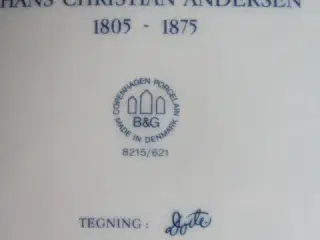 HANS CHRISTIAN ANDERSEN
1805 - 1875
COPENHAGEN PORCELAIN
B&G
MADE IN DENMARK
8215/621
TEGNING: